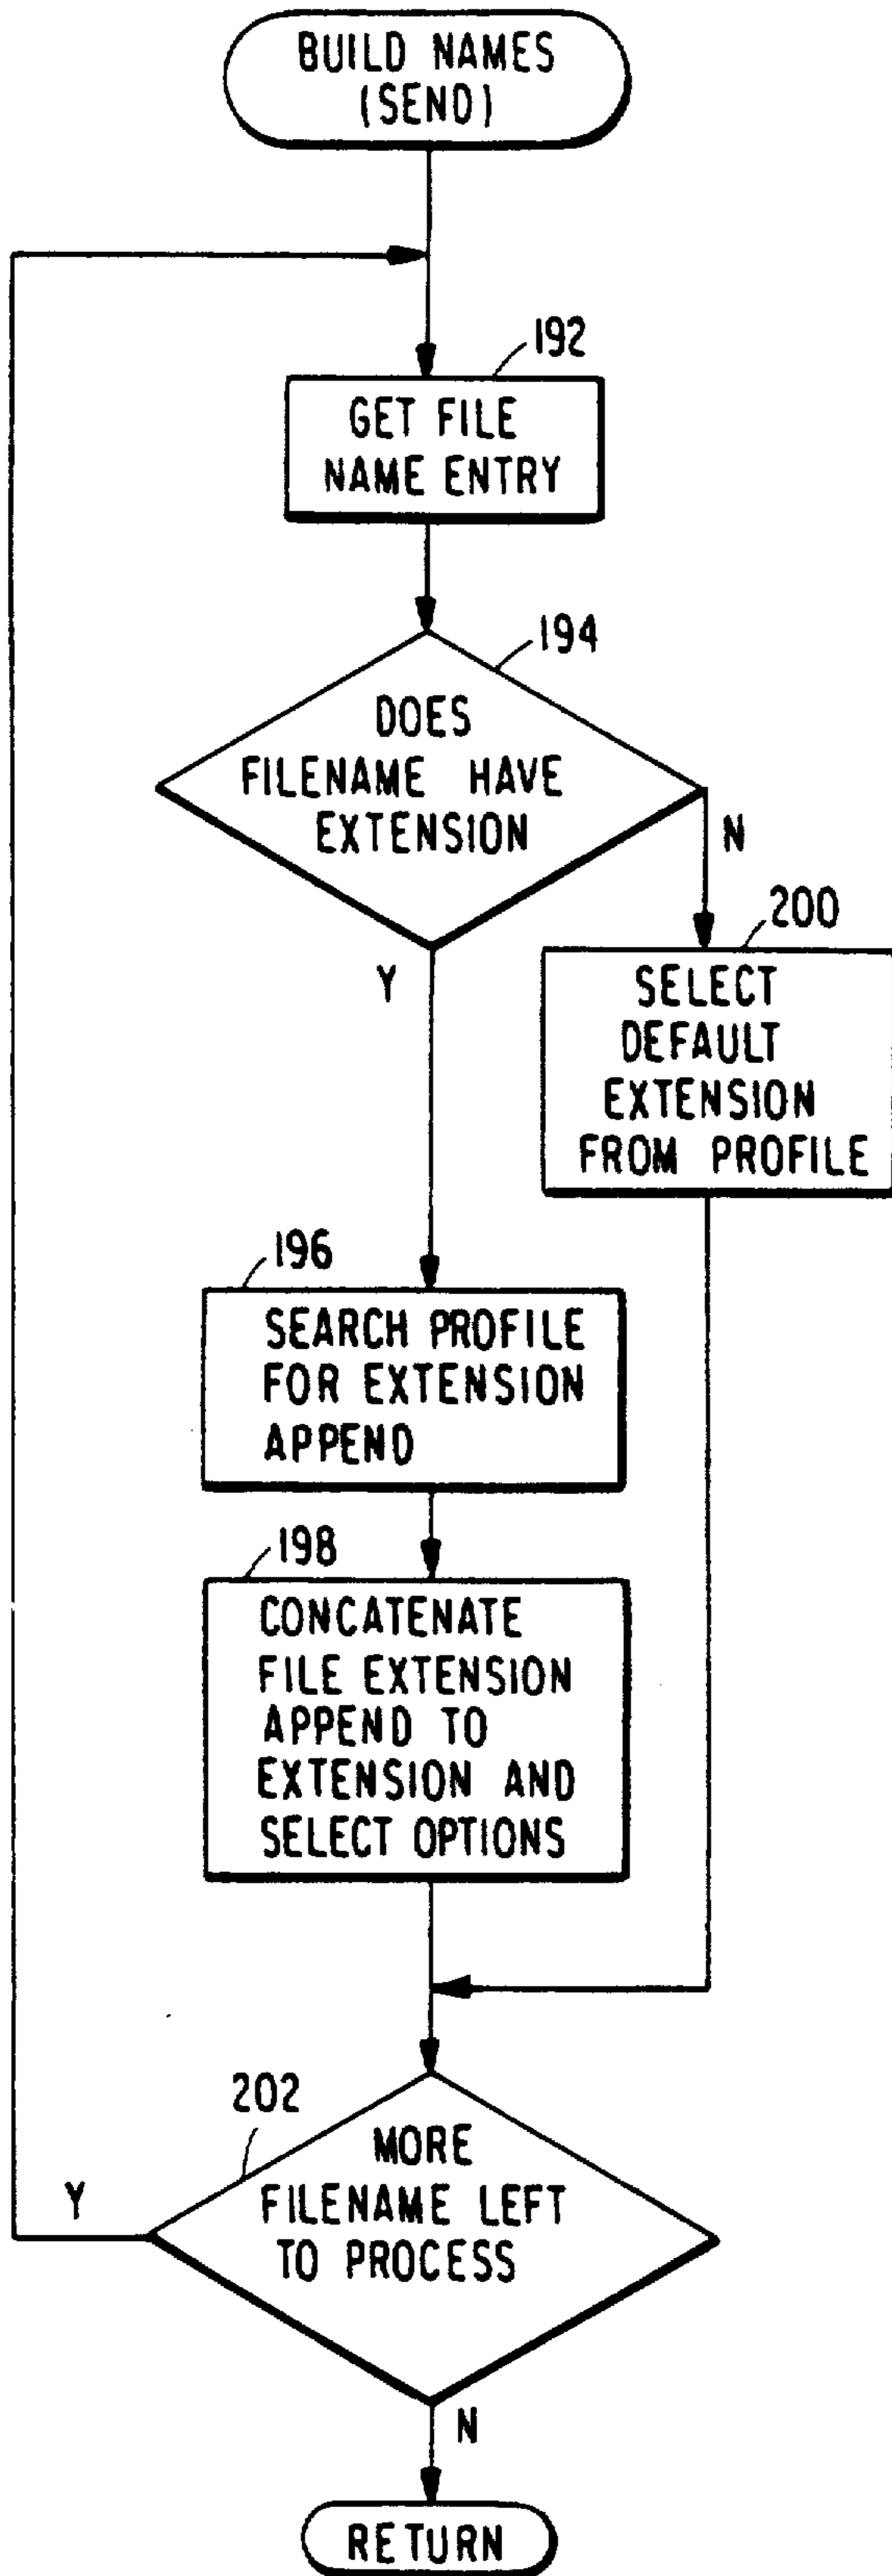 BUILD NAMES
(SEND)
192
GET FILE
NAME ENTRY
194
DOES
FILENAME HAVE
EXTENSION
N
Y
200
SELECT
DEFAULT
EXTENSION
FROM PROFILE
196
SEARCH PROFILE
FOR EXTENSION
APPEND
198
CONCATENATE
FILE EXTENSION
APPEND TO
EXTENSION AND
SELECT OPTIONS
202
MORE
FILENAME LEFT
TO PROCESS
Y
N
RETURN